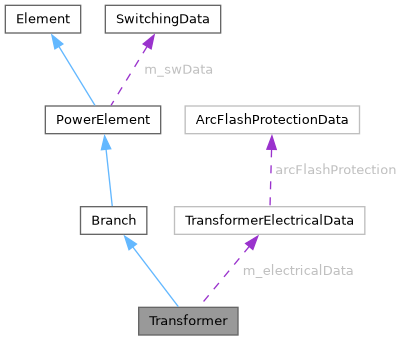 Element
SwitchingData
m_swData
PowerElement
ArcFlashProtectionData
arcFlashProtection
Branch
TransformerElectricalData
m_electricalData
Transformer